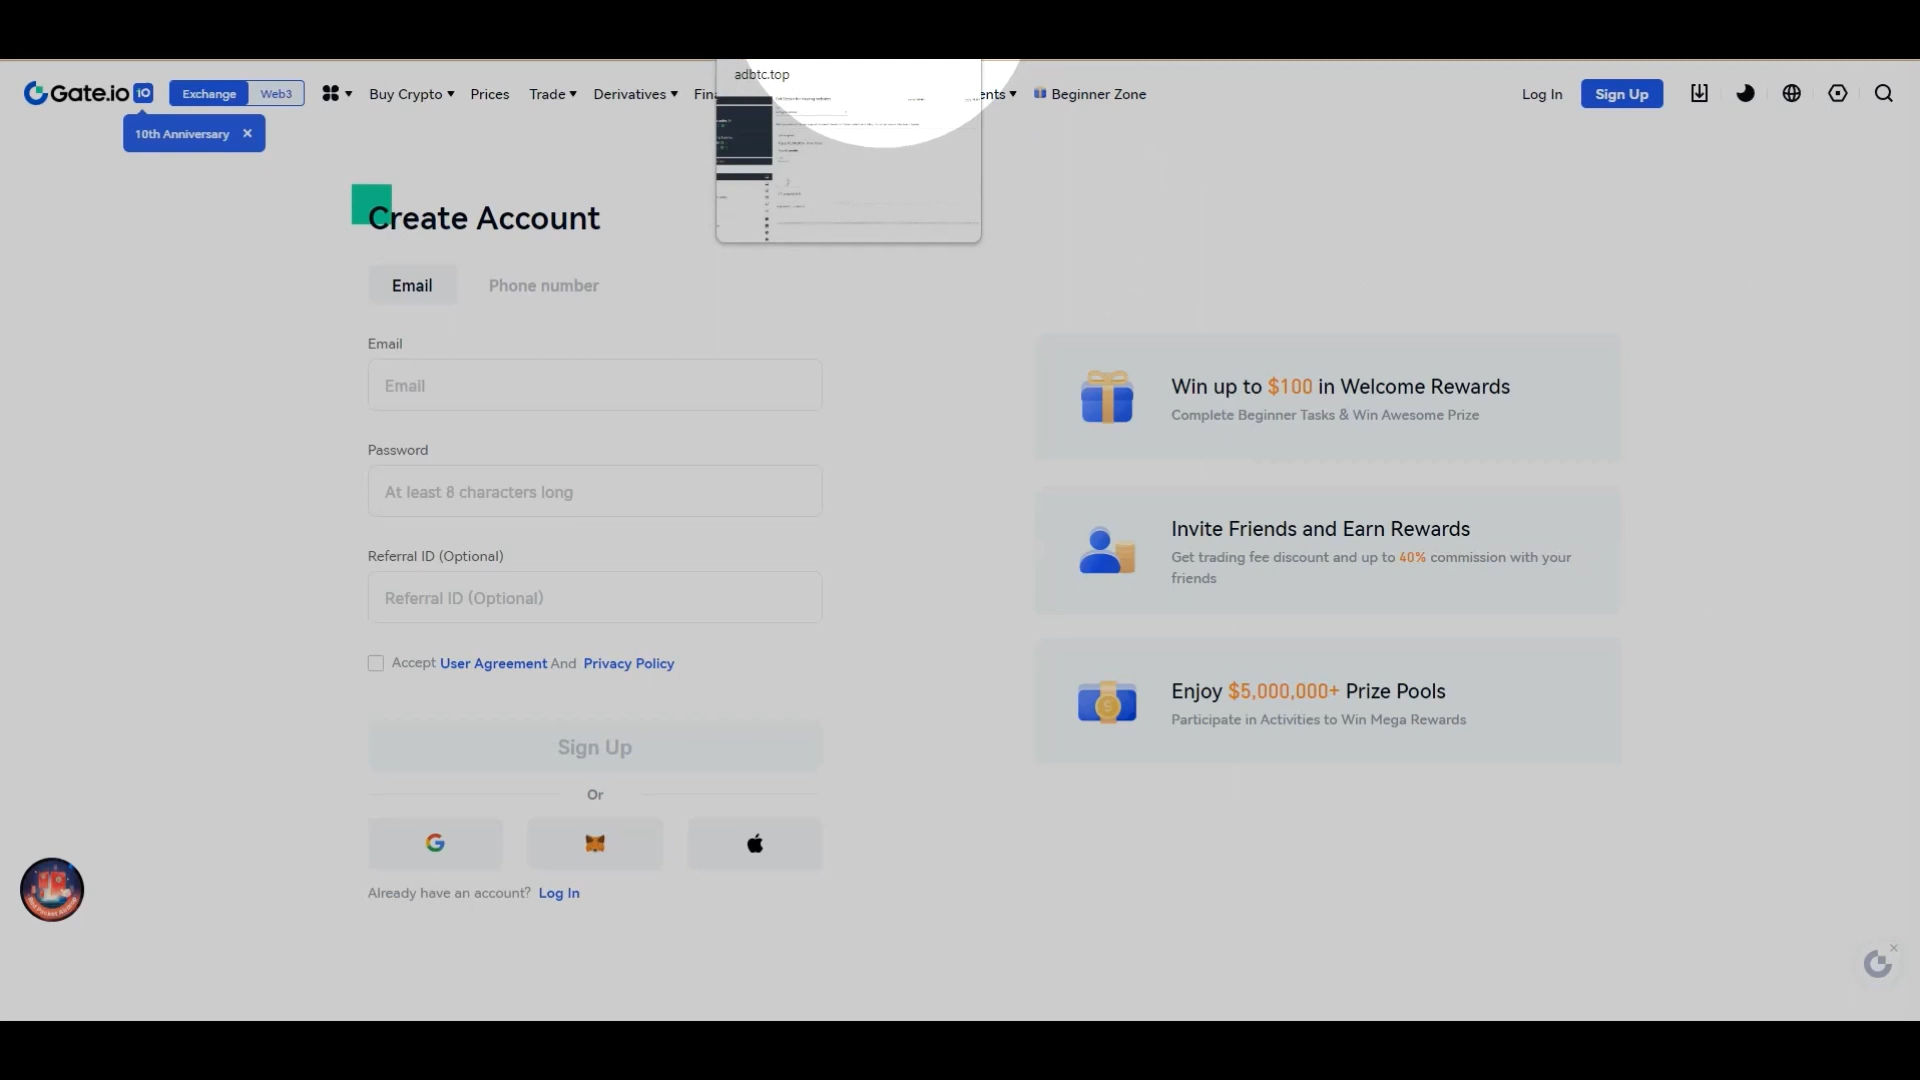 adbtc.top
Gate.io 10 Exchange Web3 Buy Crypto Prices Trade Derivatives Beginner Zone Log In Sign Up
10th Anniversary ×
Create Account
Email Phone number
Email
Email
Password
At least 8 characters long
Referral ID (Optional)
Referral ID (Optional)
Accept User Agreement And Privacy Policy
Sign Up
Or
Already have an account? Log In
Win up to $100 in Welcome Rewards
Complete Beginner Tasks & Win Awesome Prize
Invite Friends and Earn Rewards
Get trading fee discount and up to 40% commission with your
friends
Enjoy $5,000,000+ Prize Pools
Participate in Activities to Win Mega Rewards